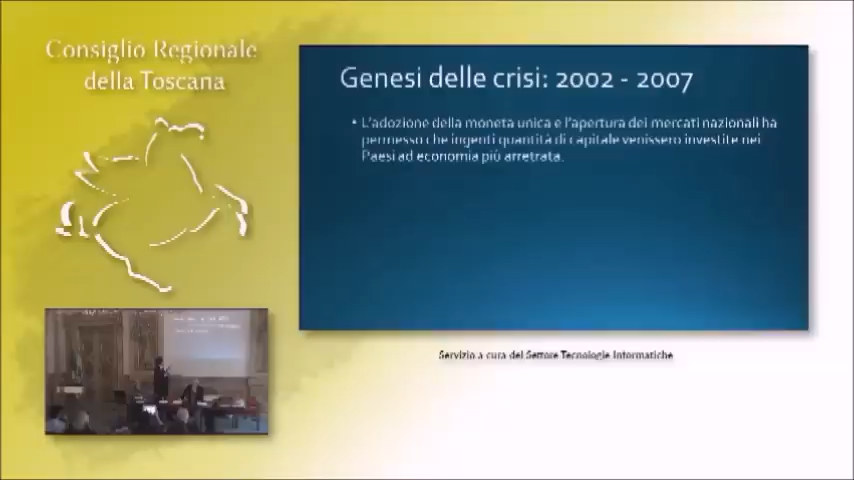 Consiglio Regionale
della Toscana
Genesi delle crisi: 2002 - 2007
• L'adozione della moneta unica e l'apertura dei mercati nazionali ha
permesso che ingenti quantità di capitale venissero investite nei
Paesi ad economia più arretrata.
Servizio a cura del Settore Tecnologie Informatiche